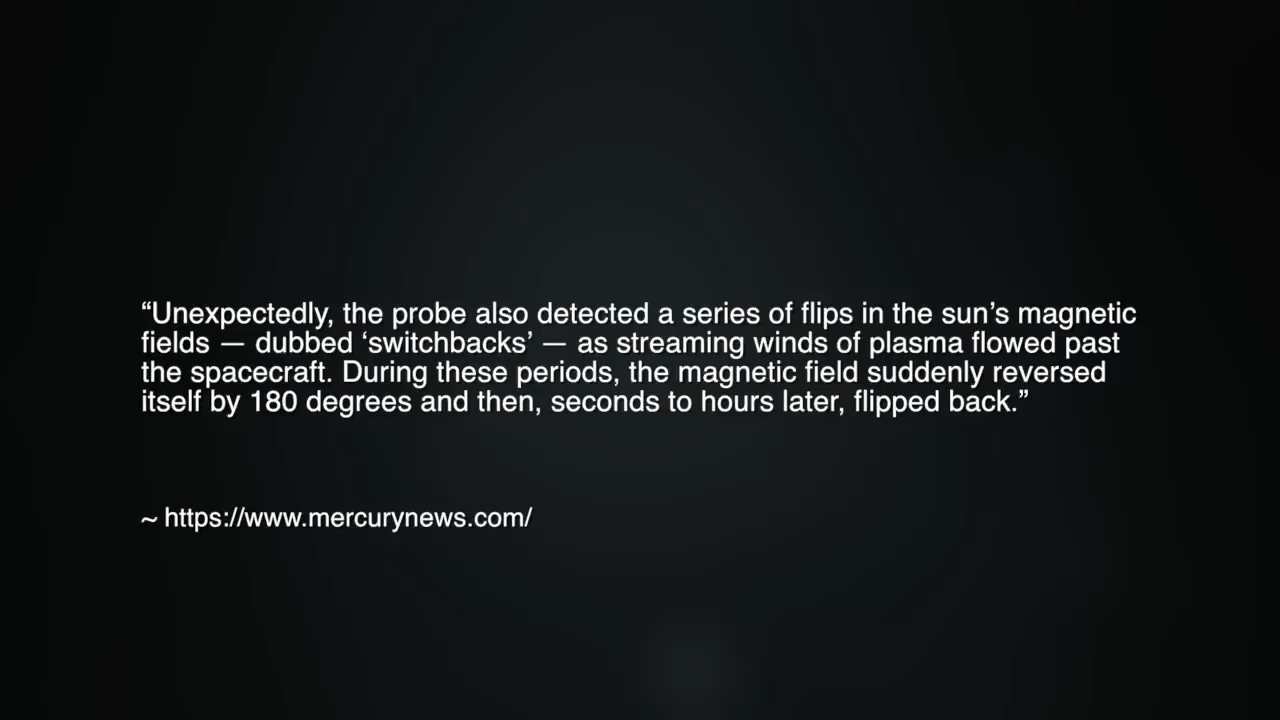 “Unexpectedly, the probe also detected a series of flips in the sun’s magnetic
fields — dubbed ‘switchbacks’ — as streaming winds of plasma flowed past
the spacecraft. During these periods, the magnetic field suddenly reversed
itself by 180 degrees and then, seconds to hours later, flipped back.”
~ https://www.mercurynews.com/